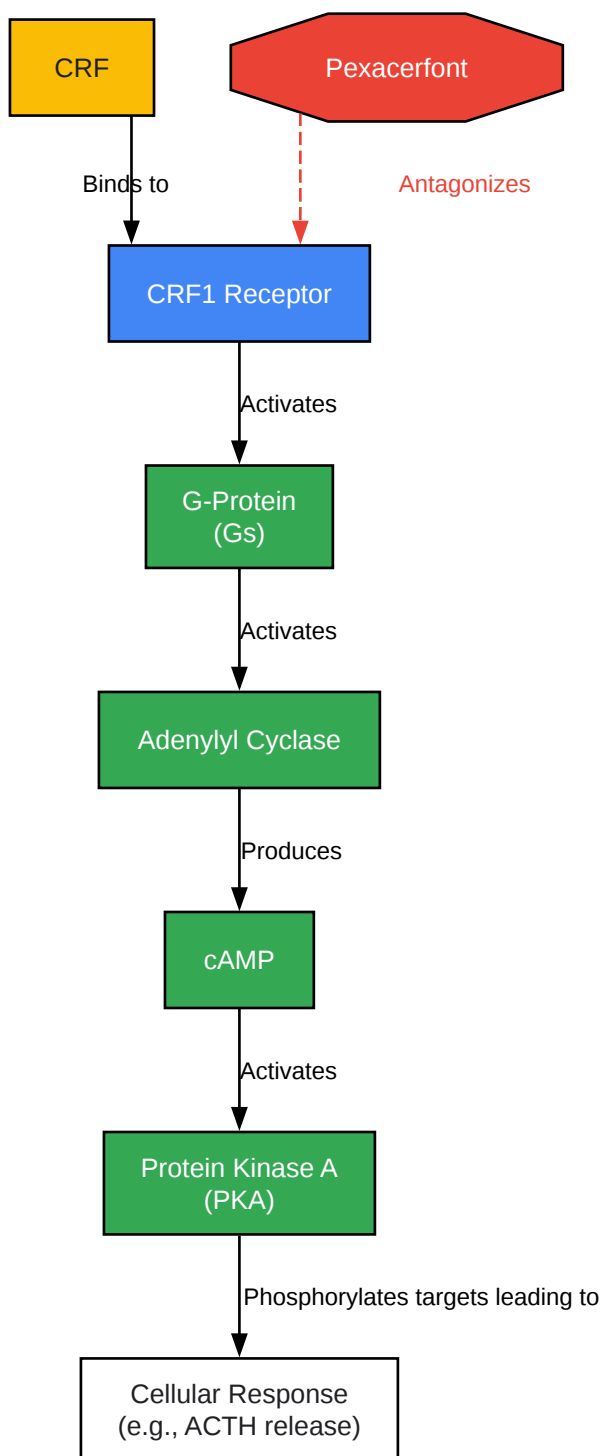 CRF
Pexacerfont
Binds to
Antagonizes
CRF1 Receptor
Activates
G-Protein
(Gs)
Activates
Adenylyl Cyclase
Produces
cAMP
Activates
Protein Kinase A
(PKA)
Phosphorylates targets leading to
Cellular Response
(e.g., ACTH release)